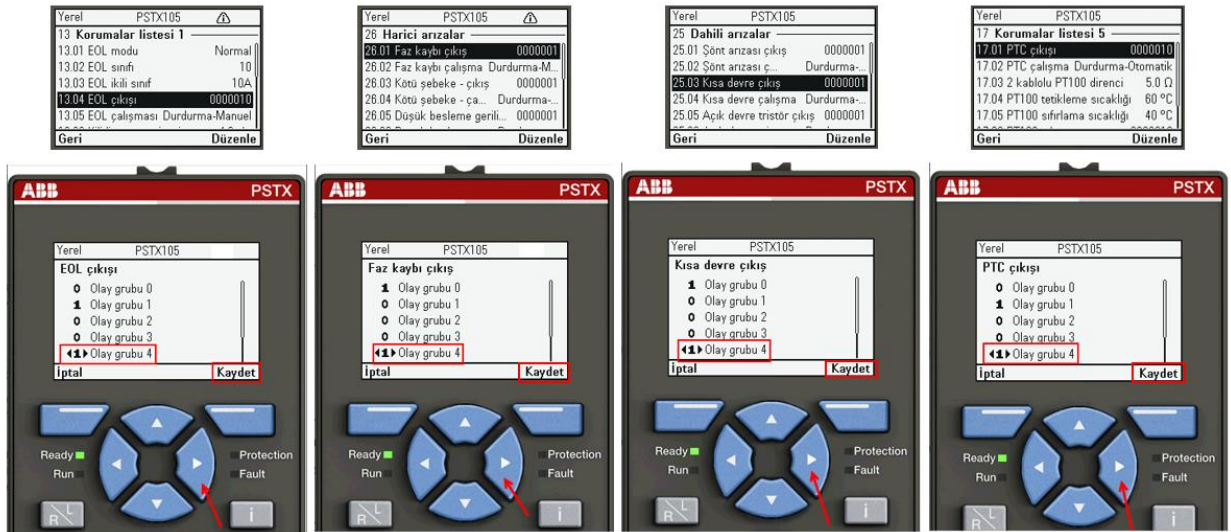 Yerel PSTX105
13 Korumalar listesi 1
13.01 EOL modu Normal
13.02 EOL sınıfı 10
13.03 EOL ikili sınıf 10A
13.04 EOL çıkışı 0000010
13.05 EOL çalışması Durdurma-Manuel
Geri Düzenle
Yerel PSTX105
26 Harici arızalar
26.01 Faz kaybı çıkış 0000001
26.02 Faz kaybı çalışma Durdurma-M...
26.03 Kötü şebeke - çıkış 0000001
26.04 Kötü şebeke - ça... Durdurma-...
26.05 Düşük besleme gerili... 0000001
Geri Düzenle
Yerel PSTX105
25 Dahili arızalar
25.01 Şönt arızası çıkış 0000001
25.02 Şönt arızası ç... Durdurma-...
25.03 Kısa devre çıkış 0000001
25.04 Kısa devre çalışma Durdurma-...
25.05 Açık devre tristör çıkış 0000001
Geri Düzenle
Yerel PSTX105
17 Korumalar listesi 5
17.01 PTC çıkışı 0000010
17.02 PTC çalışma Durdurma-Otomatik
17.03 2 kablolu PT100 direnci 5.0 Ω
17.04 PT100 tetikleme sıcaklığı 60 °C
17.05 PT100 sıfırlama sıcaklığı 40 °C
Geri Düzenle
ABB PSTX
Yerel PSTX105
EOL çıkışı
0 Olay grubu 0
1 Olay grubu 1
0 Olay grubu 2
0 Olay grubu 3
1 Olay grubu 4
İptal Kaydet
Ready Protection
Run Fault
R L i
ABB PSTX
Yerel PSTX105
Faz kaybı çıkış
1 Olay grubu 0
0 Olay grubu 1
0 Olay grubu 2
0 Olay grubu 3
1 Olay grubu 4
İptal Kaydet
Ready Protection
Run Fault
R L i
ABB PSTX
Yerel PSTX105
Kısa devre çıkış
1 Olay grubu 0
0 Olay grubu 1
0 Olay grubu 2
0 Olay grubu 3
1 Olay grubu 4
İptal Kaydet
Ready Protection
Run Fault
R L i
ABB PSTX
Yerel PSTX105
PTC çıkışı
0 Olay grubu 0
1 Olay grubu 1
0 Olay grubu 2
0 Olay grubu 3
1 Olay grubu 4
İptal Kaydet
Ready Protection
Run Fault
R L i